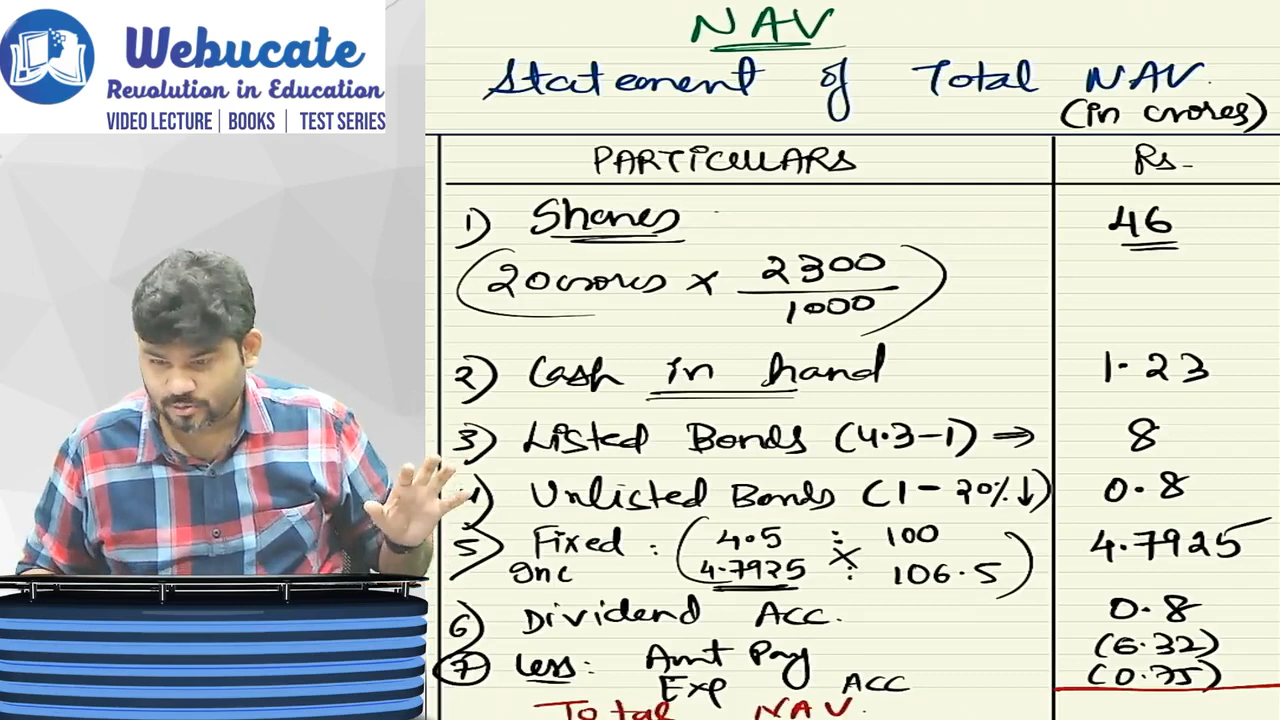 Webucate
Revolution in Education
VIDEO LECTURE | BOOKS | TEST SERIES
NAV
Statement of Total NAV.
(in crores)
PARTICULARS Rs.
1) Shares 46
(20 crores × 2300
1000)
2) Cash in hand 1.23
3) Listed Bonds (4.3-1) ⇒ 8
4) Unlisted Bonds (1 - 20% ↓) 0.8
5) Fixed : (4.05 : 100 4.7925
Inc 4.7925 × : 106.5)
6) Dividend Acc. 0.8
7) Less: Amt Pay (6.32)
Exp Acc (0.75)
Total NAV.